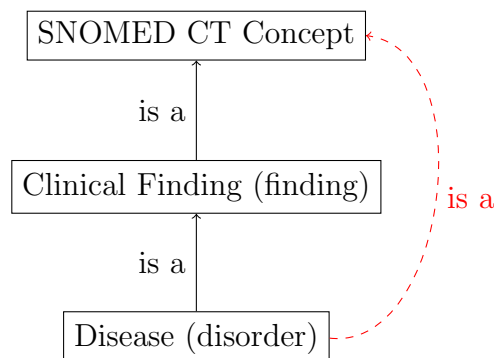 SNOMED CT Concept
is a
Clinical Finding (finding)
is a
is a
Disease (disorder)